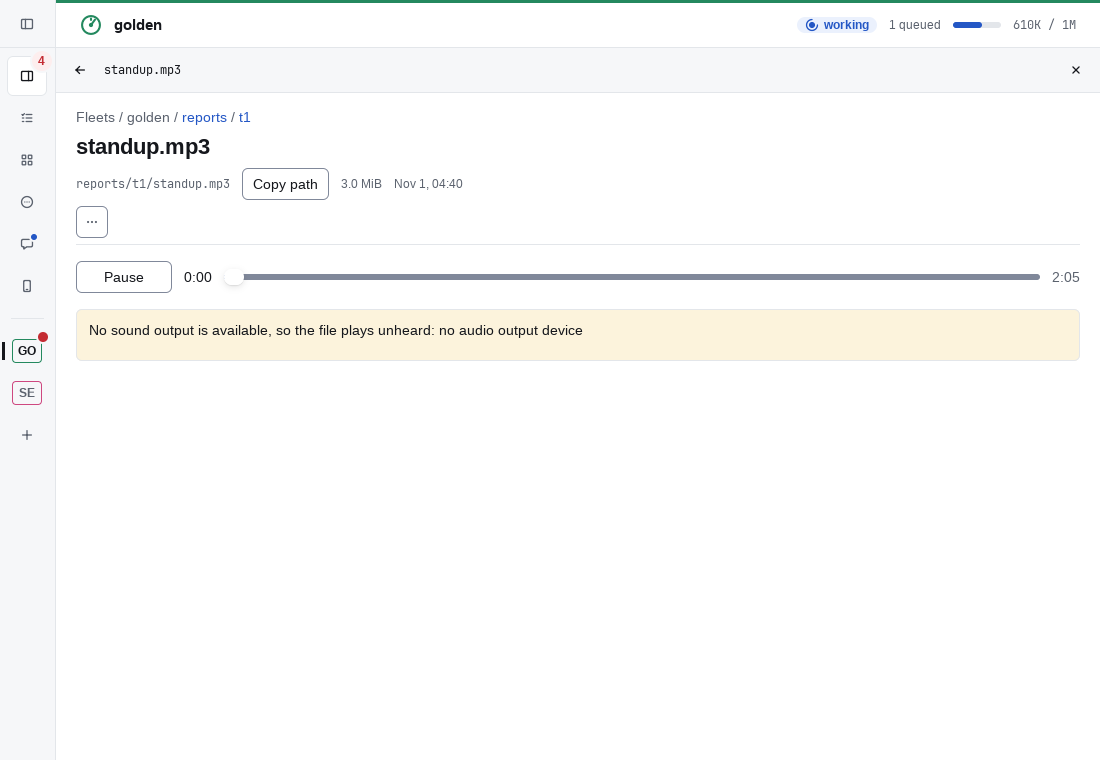 golden
working
1 queued
610K / 1M
4
standup.mp3
Fleets / golden / reports / t1
standup.mp3
reports/t1/standup.mp3
Copy path
3.0 MiB
Nov 1, 04:40
Pause
0:00
2:05
No sound output is available, so the file plays unheard: no audio output device
GO
SE